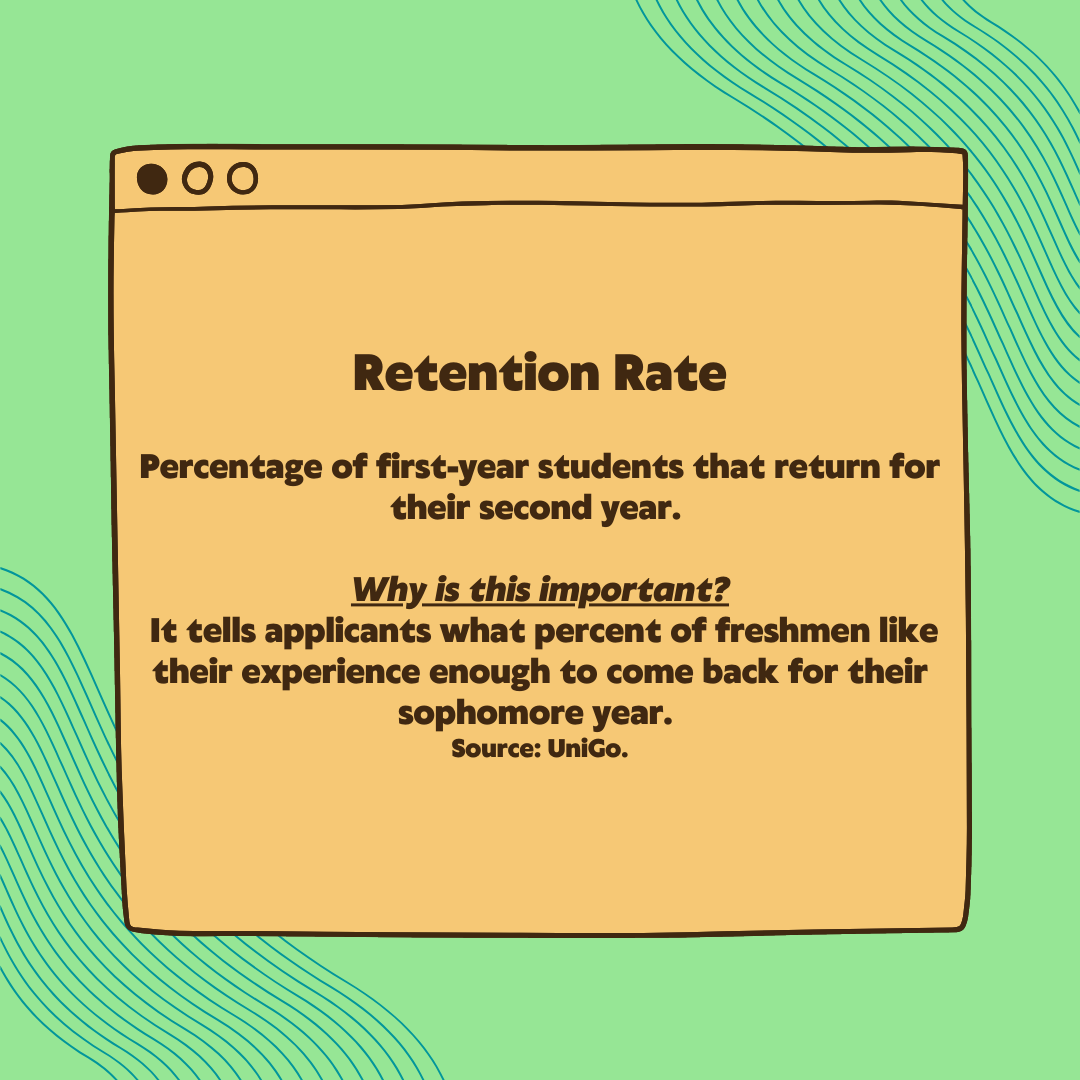 Retention Rate
Percentage of first-year students that return for
their second year.
Why is this important?
It tells applicants what percent of freshmen like
their experience enough to come back for their
sophomore year.
Source: UniGo.